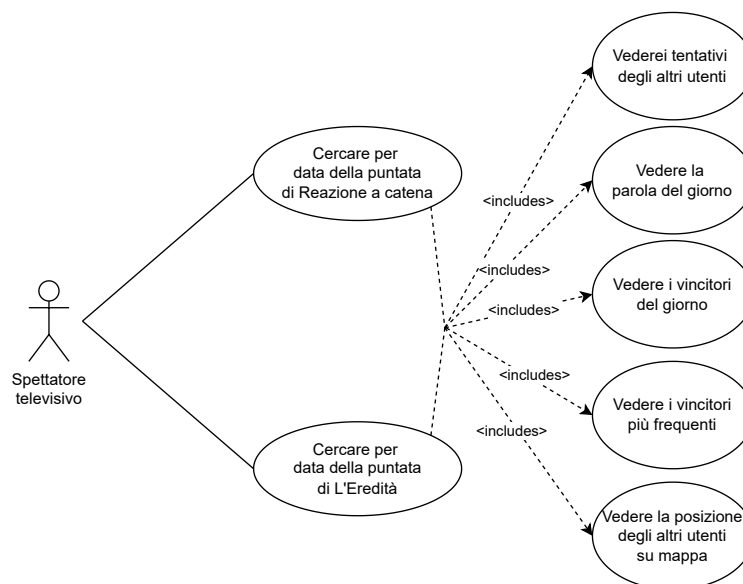 Vederei tentativi
degli altri utenti
Cercare per
data della puntata
di Reazione a catena
<includes>
Vedere la
parola del giorno
<includes>
<includes>
Vedere i vincitori
del giorno
Spettatore
televisivo
<includes>
Vedere i vincitori
più frequenti
Cercare per
data della puntata
di L'Eredità
<includes>
Vedere la posizione
degli altri utenti
su mappa